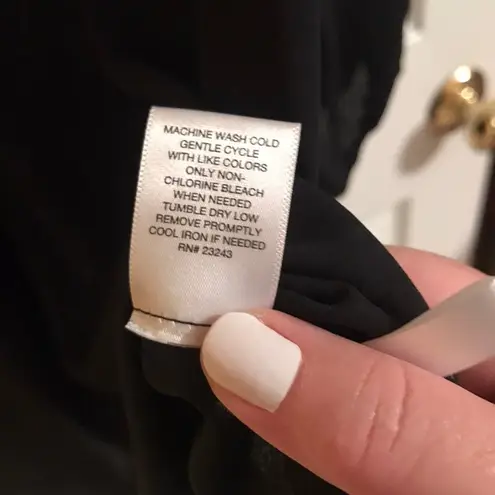 MACHINE WASH COLD
GENTLE CYCLE
WITH LIKE COLORS
ONLY NON-
CHLORINE BLEACH
WHEN NEEDED
TUMBLE DRY LOW
REMOVE PROMPTLY
COOL IRON IF NEEDED
RN# 23243